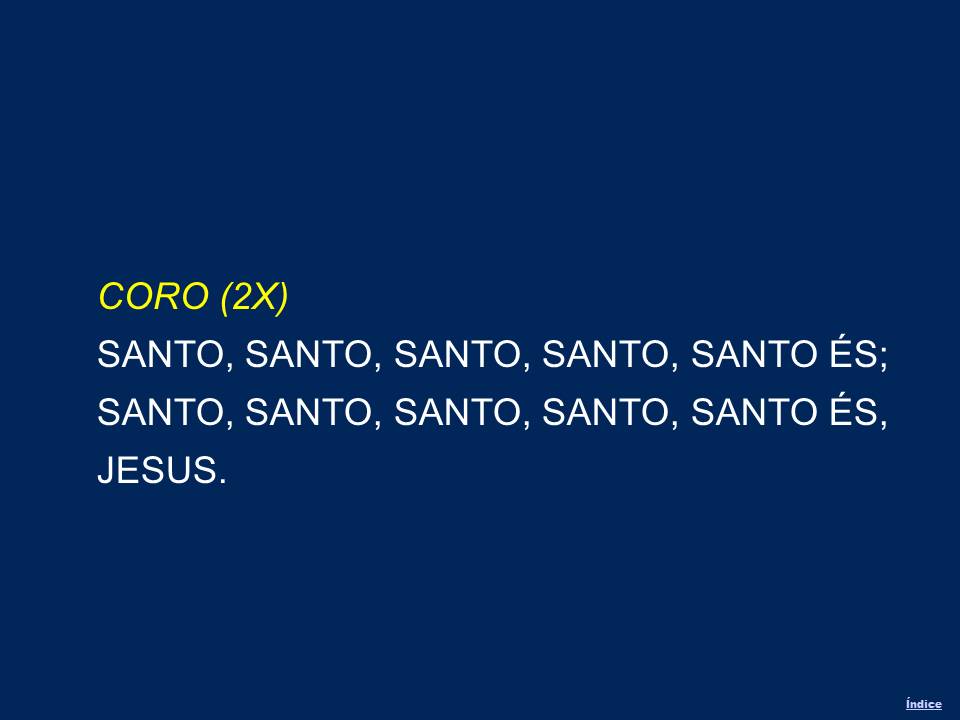 CORO (2X)
SANTO, SANTO, SANTO, SANTO, SANTO ÉS;
SANTO, SANTO, SANTO, SANTO, SANTO ÉS,
JESUS.
Índice